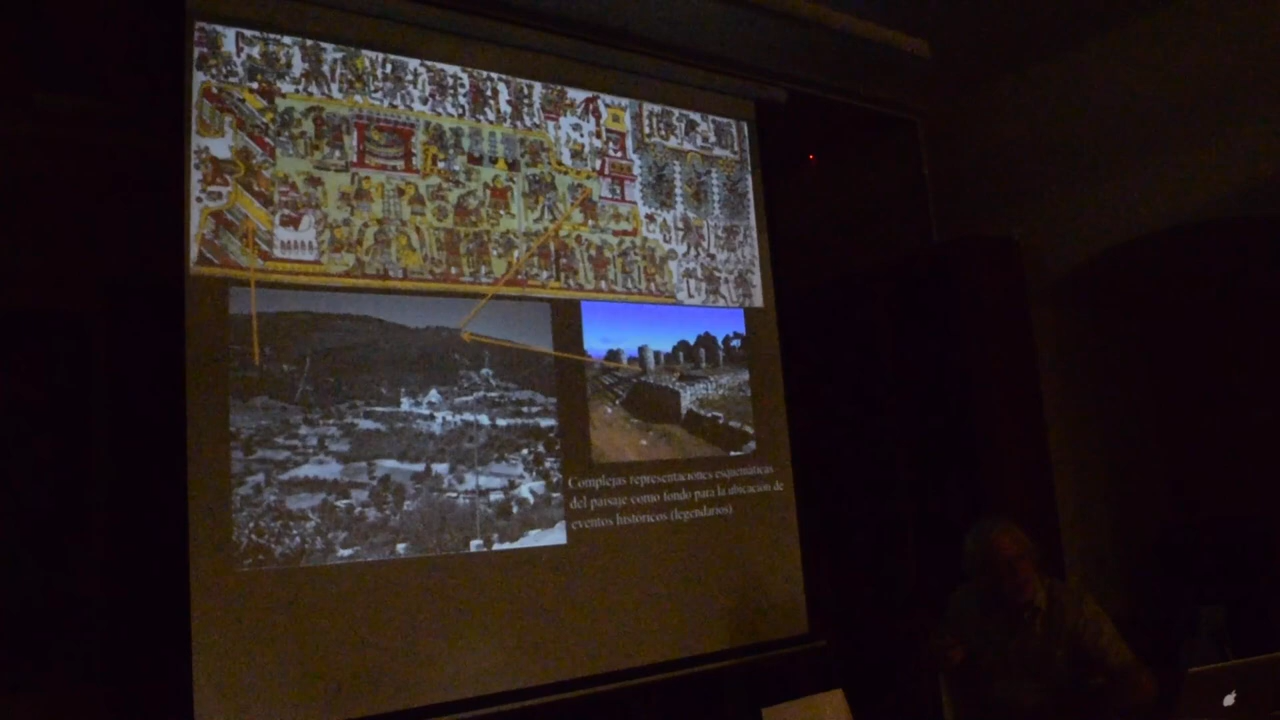 Complejas representaciones esquemáticas
del paisaje como fondo para la ubicación de
eventos históricos (legendarios)